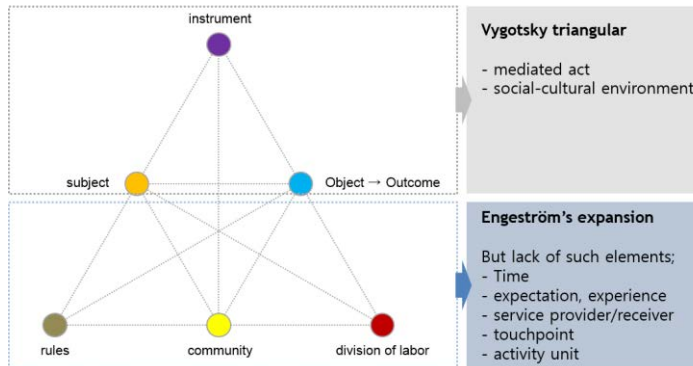 instrument
subject
Object → Outcome
rules
community
division of labor
Vygotsky triangular
- mediated act
- social-cultural environment
Engeström’s expansion
But lack of such elements;
- Time
- expectation, experience
- service provider/receiver
- touchpoint
- activity unit